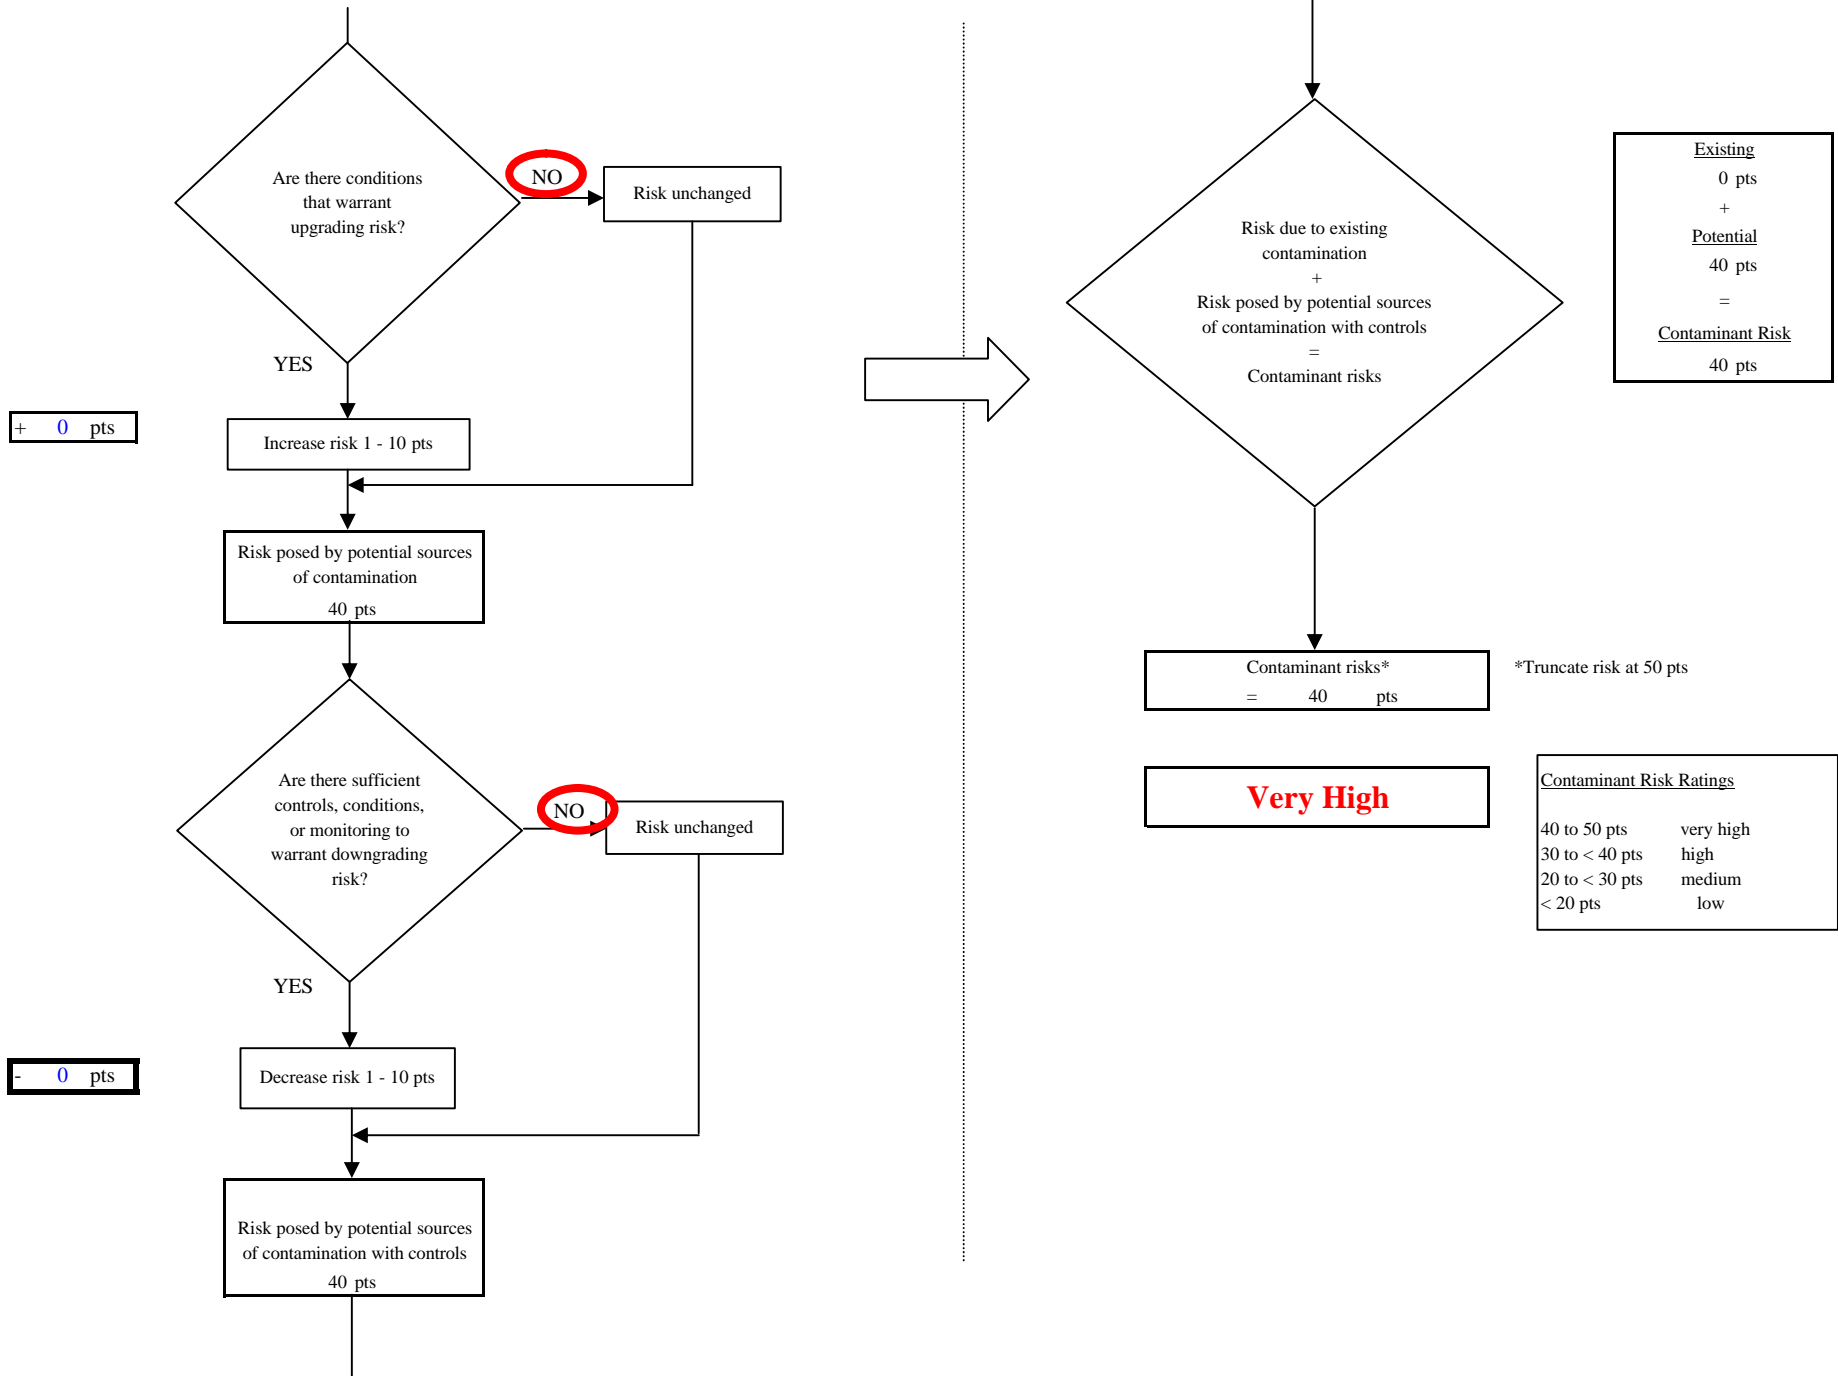 Are there conditions
that warrant
upgrading risk?
NO
Risk unchanged
YES
+ 0 pts
Increase risk 1 - 10 pts
Risk posed by potential sources
of contamination
40 pts
Are there sufficient
controls, conditions,
or monitoring to
warrant downgrading
risk?
NO
Risk unchanged
YES
- 0 pts
Decrease risk 1 - 10 pts
Risk posed by potential sources
of contamination with controls
40 pts
Risk due to existing
contamination
+
Risk posed by potential sources
of contamination with controls
=
Contaminant risks
Existing
0 pts
+
Potential
40 pts
=
Contaminant Risk
40 pts
Contaminant risks*
= 40 pts
*Truncate risk at 50 pts
Very High
Contaminant Risk Ratings
40 to 50 pts very high
30 to < 40 pts high
20 to < 30 pts medium
< 20 pts low